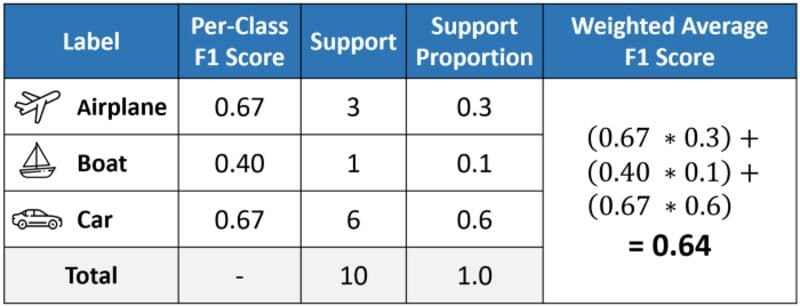 Label Per-Class F1 Score Support Support Proportion Weighted Average F1 Score
Airplane 0.67 3 0.3
Boat 0.40 1 0.1
Car 0.67 6 0.6
Total - 10 1.0
(0.67 * 0.3) +
(0.40 * 0.1) +
(0.67 * 0.6)
= 0.64